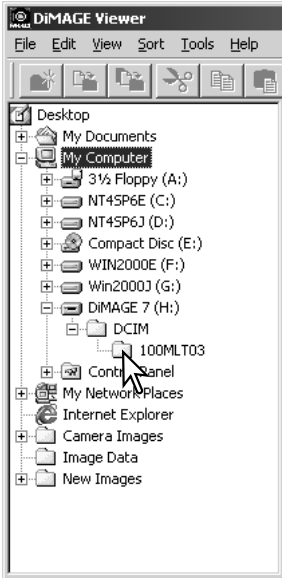 DiMAGE Viewer
File Edit View Sort Tools Help
Desktop
My Documents
My Computer
3½ Floppy (A:)
NT4SP6E (C:)
NT4SP6J (D:)
Compact Disc (E:)
WIN2000E (F:)
Win2000J (G:)
DiMAGE 7 (H:)
DCIM
100MLT03
Control Panel
My Network Places
Internet Explorer
Camera Images
Image Data
New Images